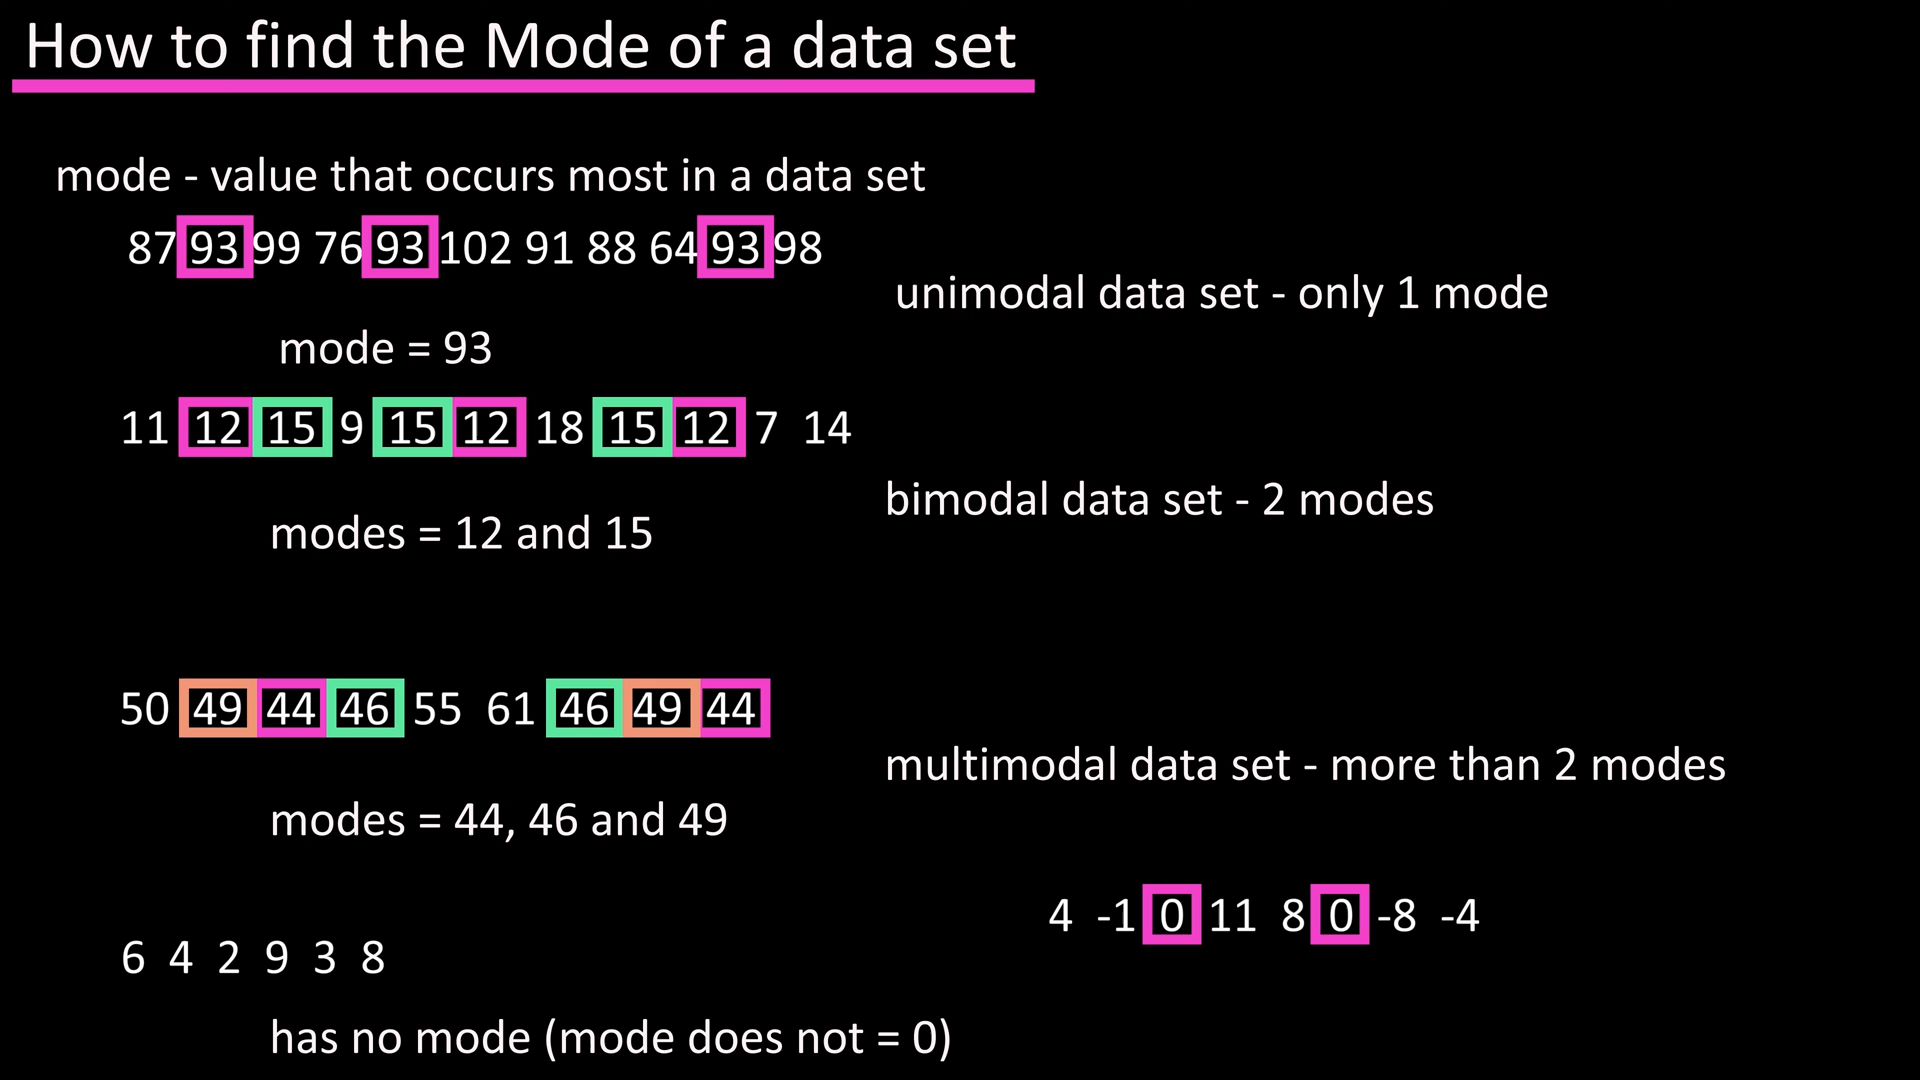 How to find the Mode of a data set
mode - value that occurs most in a data set
87 93 99 76 93 102 91 88 64 93 98
unimodal data set - only 1 mode
mode = 93
11 12 15 9 15 12 18 15 12 7 14
bimodal data set - 2 modes
modes = 12 and 15
50 49 44 46 55 61 46 49 44
multimodal data set - more than 2 modes
modes = 44, 46 and 49
4 -1 0 11 8 0 -8 -4
6 4 2 9 3 8
has no mode (mode does not = 0)